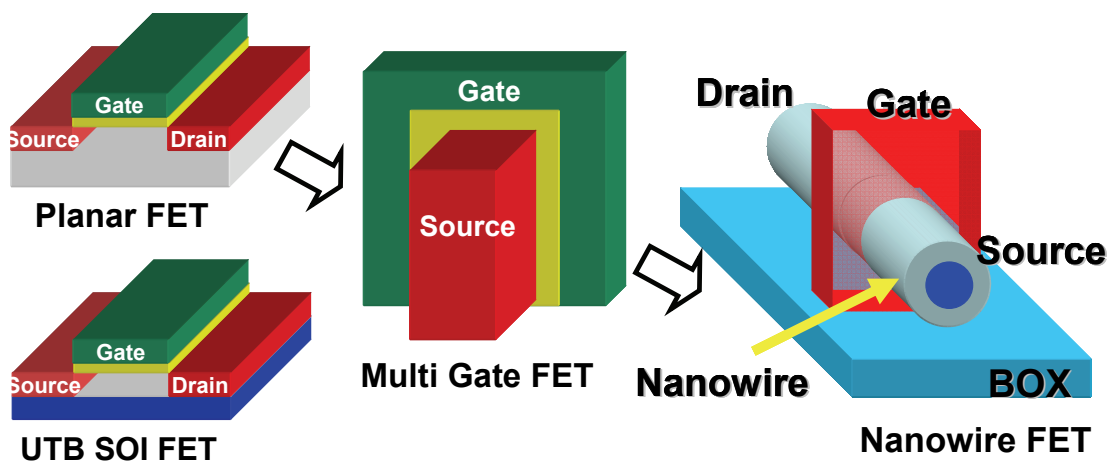 Gate
Source
Drain
Planar FET
Gate
Source
Drain
UTB SOI FET
Gate
Source
Multi Gate FET
Drain
Gate
Source
Nanowire
BOX
Nanowire FET